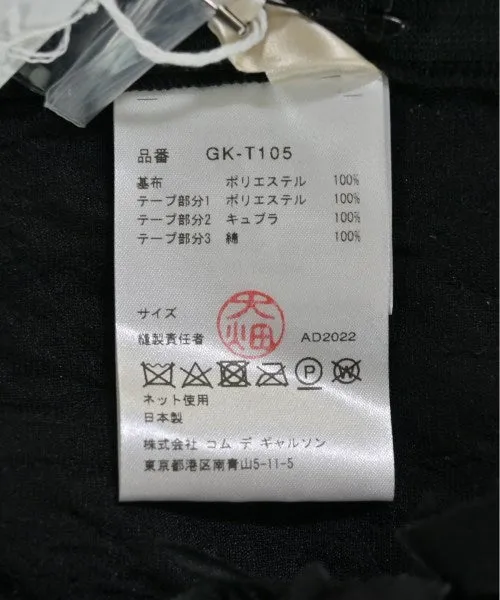 品番 GK-T105
基布 ポリエステル 100%
テープ部分1 ポリエステル 100%
テープ部分2 キュプラ 100%
テープ部分3 綿 100%
サイズ
天畑
縫製責任者 AD2022
P W
ネット使用
日本製
株式会社 コム デ ギャルソン
東京都港区南青山5-11-5